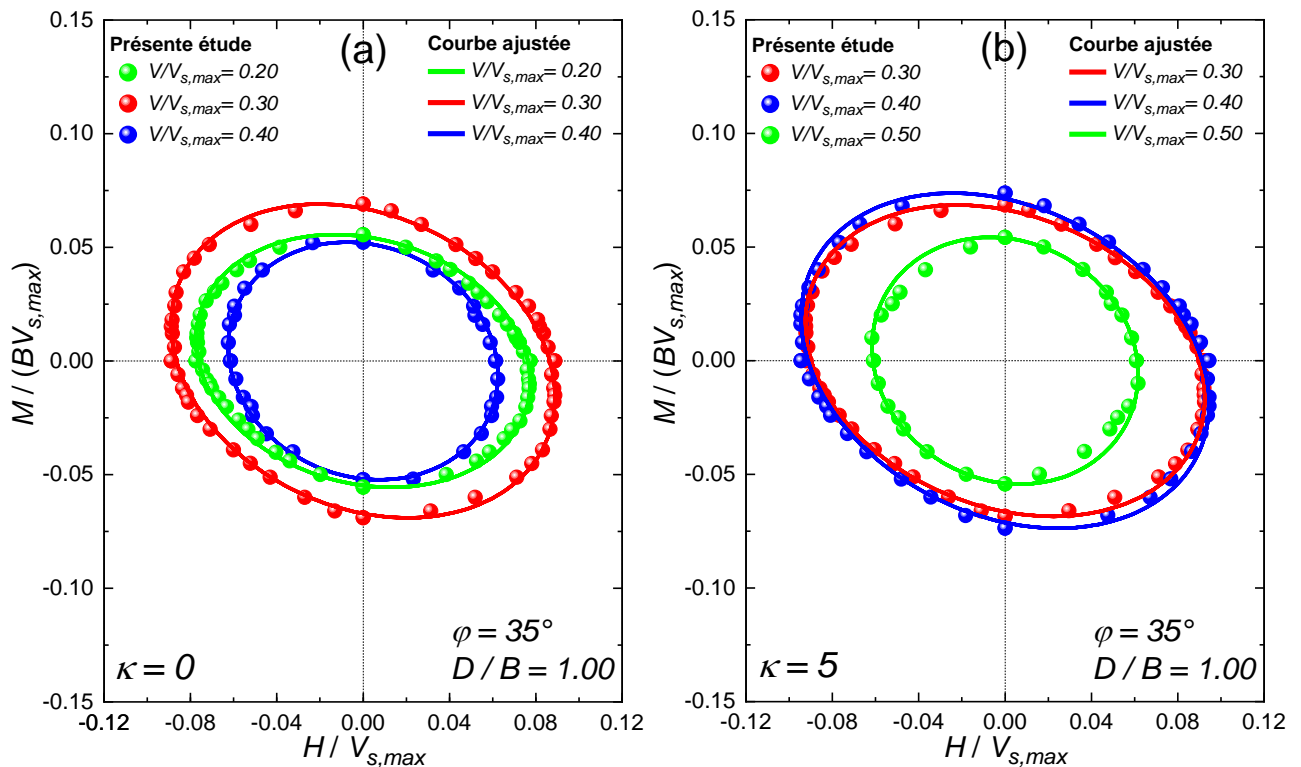 (a)
Présente étude
V/Vs,max= 0.20
V/Vs,max= 0.30
V/Vs,max= 0.40
Courbe ajustée
V/Vs,max= 0.20
V/Vs,max= 0.30
V/Vs,max= 0.40
0.15
0.10
0.05
0.00
-0.05
-0.10
-0.15
M / (BVs,max)
κ = 0
φ = 35°
D / B = 1.00
-0.12 -0.08 -0.04 0.00 0.04 0.08 0.12
H / Vs,max
(b)
Présente étude
V/Vs,max= 0.30
V/Vs,max= 0.40
V/Vs,max= 0.50
Courbe ajustée
V/Vs,max= 0.30
V/Vs,max= 0.40
V/Vs,max= 0.50
0.15
0.10
0.05
0.00
-0.05
-0.10
-0.15
M / (BVs,max)
κ = 5
φ = 35°
D / B = 1.00
-0.12 -0.08 -0.04 0.00 0.04 0.08 0.12
H / Vs,max